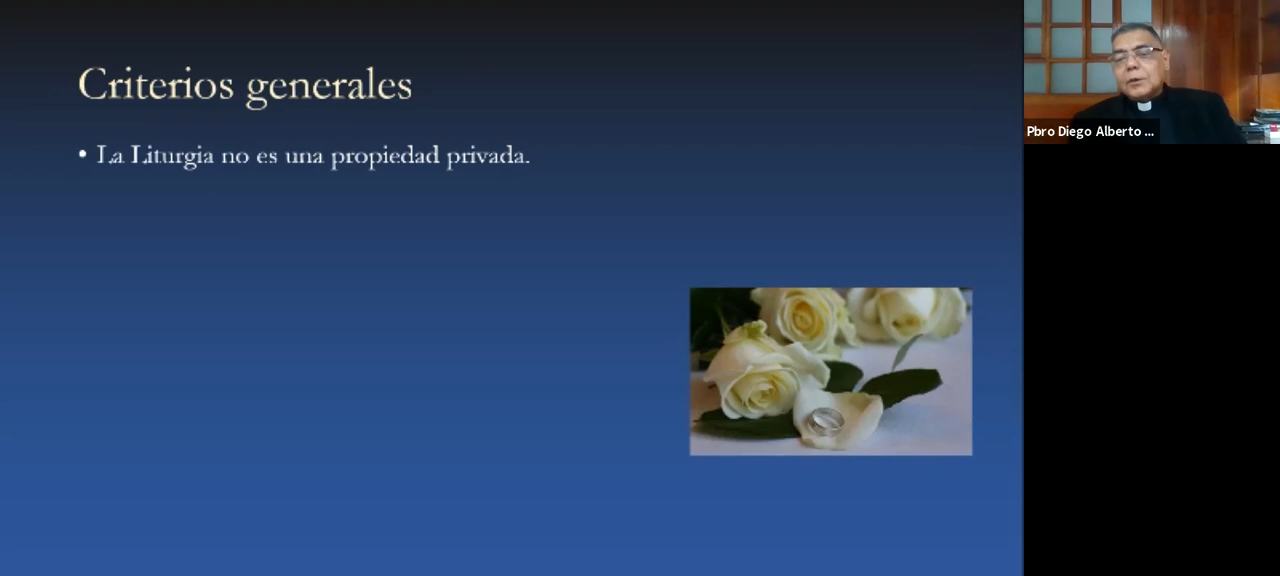 Criterios generales
• La Liturgia no es una propiedad privada.
Pbro Diego Alberto ...